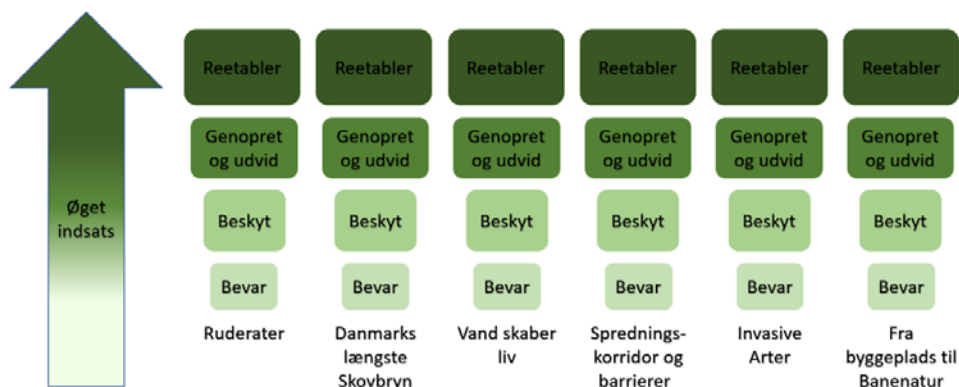 Reetabler
Reetabler
Reetabler
Reetabler
Reetabler
Reetabler
Genopret
og udvid
Genopret
og udvid
Genopret
og udvid
Genopret
og udvid
Genopret
og udvid
Genopret
og udvid
Øget
indsats
Beskyt
Beskyt
Beskyt
Beskyt
Beskyt
Beskyt
Bevar
Bevar
Bevar
Bevar
Bevar
Bevar
Ruderater
Danmarks
længste
Skovbryn
Vand skaber
liv
Sprednings-
korridor og
barrierer
Invasive
Arter
Fra
byggeplads til
Banenatur